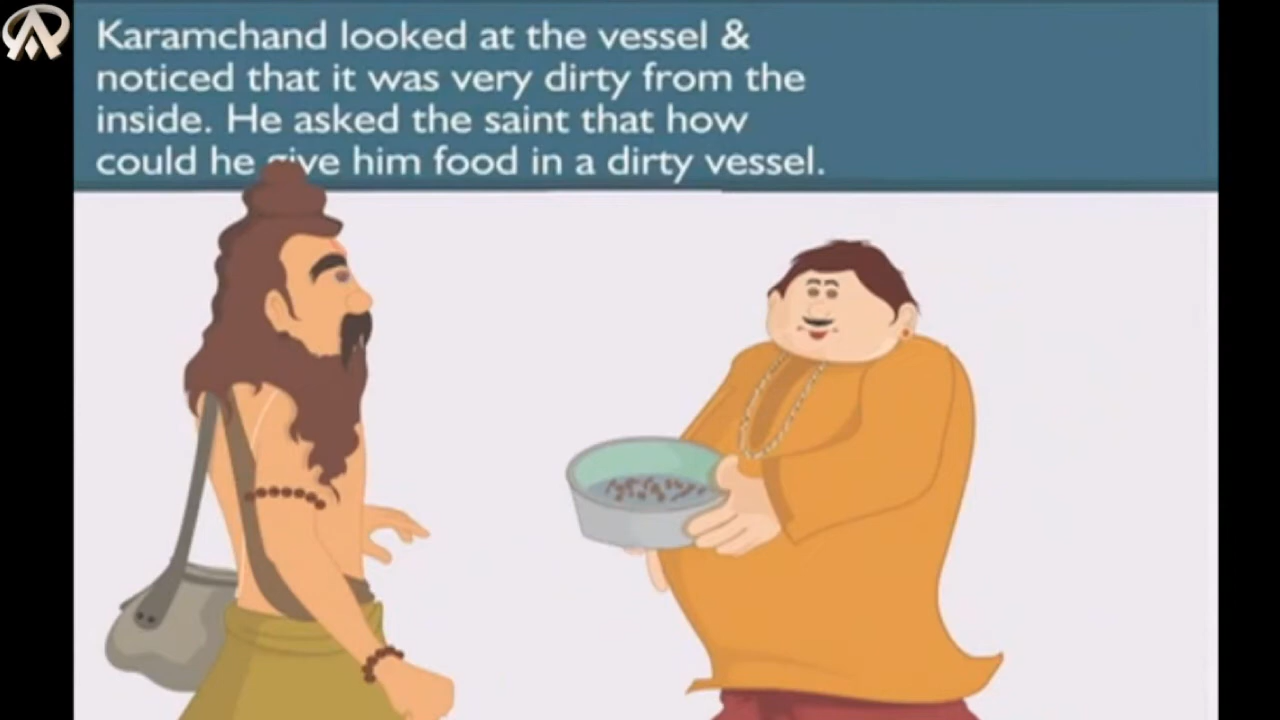 Karamchand looked at the vessel &
noticed that it was very dirty from the
inside. He asked the saint that how
could he give him food in a dirty vessel.